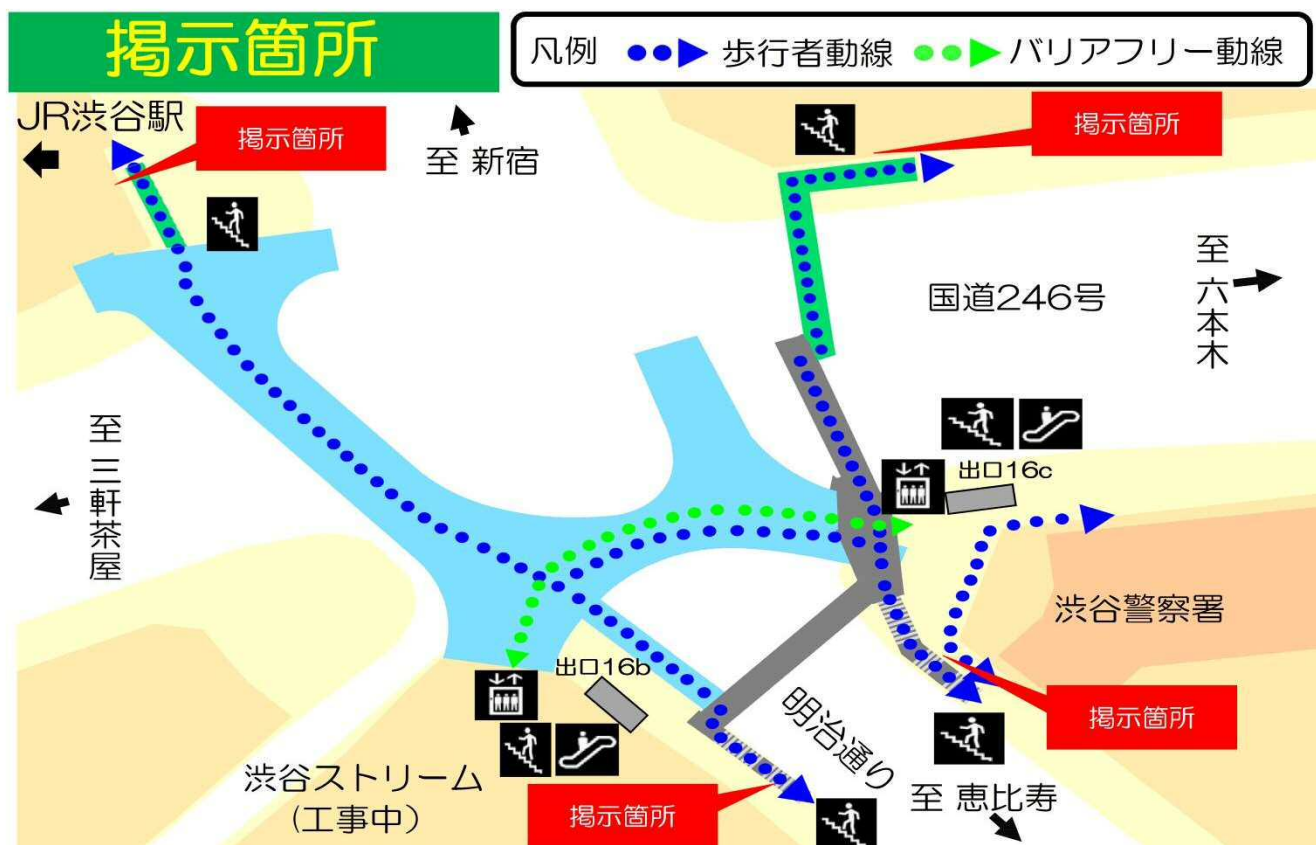 掲示箇所
凡例
歩行者動線
バリアフリー動線
JR渋谷駅
掲示箇所
至 新宿
掲示箇所
国道246号
至 六本木
至 三軒茶屋
出口16c
渋谷警察署
出口16b
掲示箇所
明治通り
渋谷ストリーム
(工事中)
掲示箇所
至 恵比寿